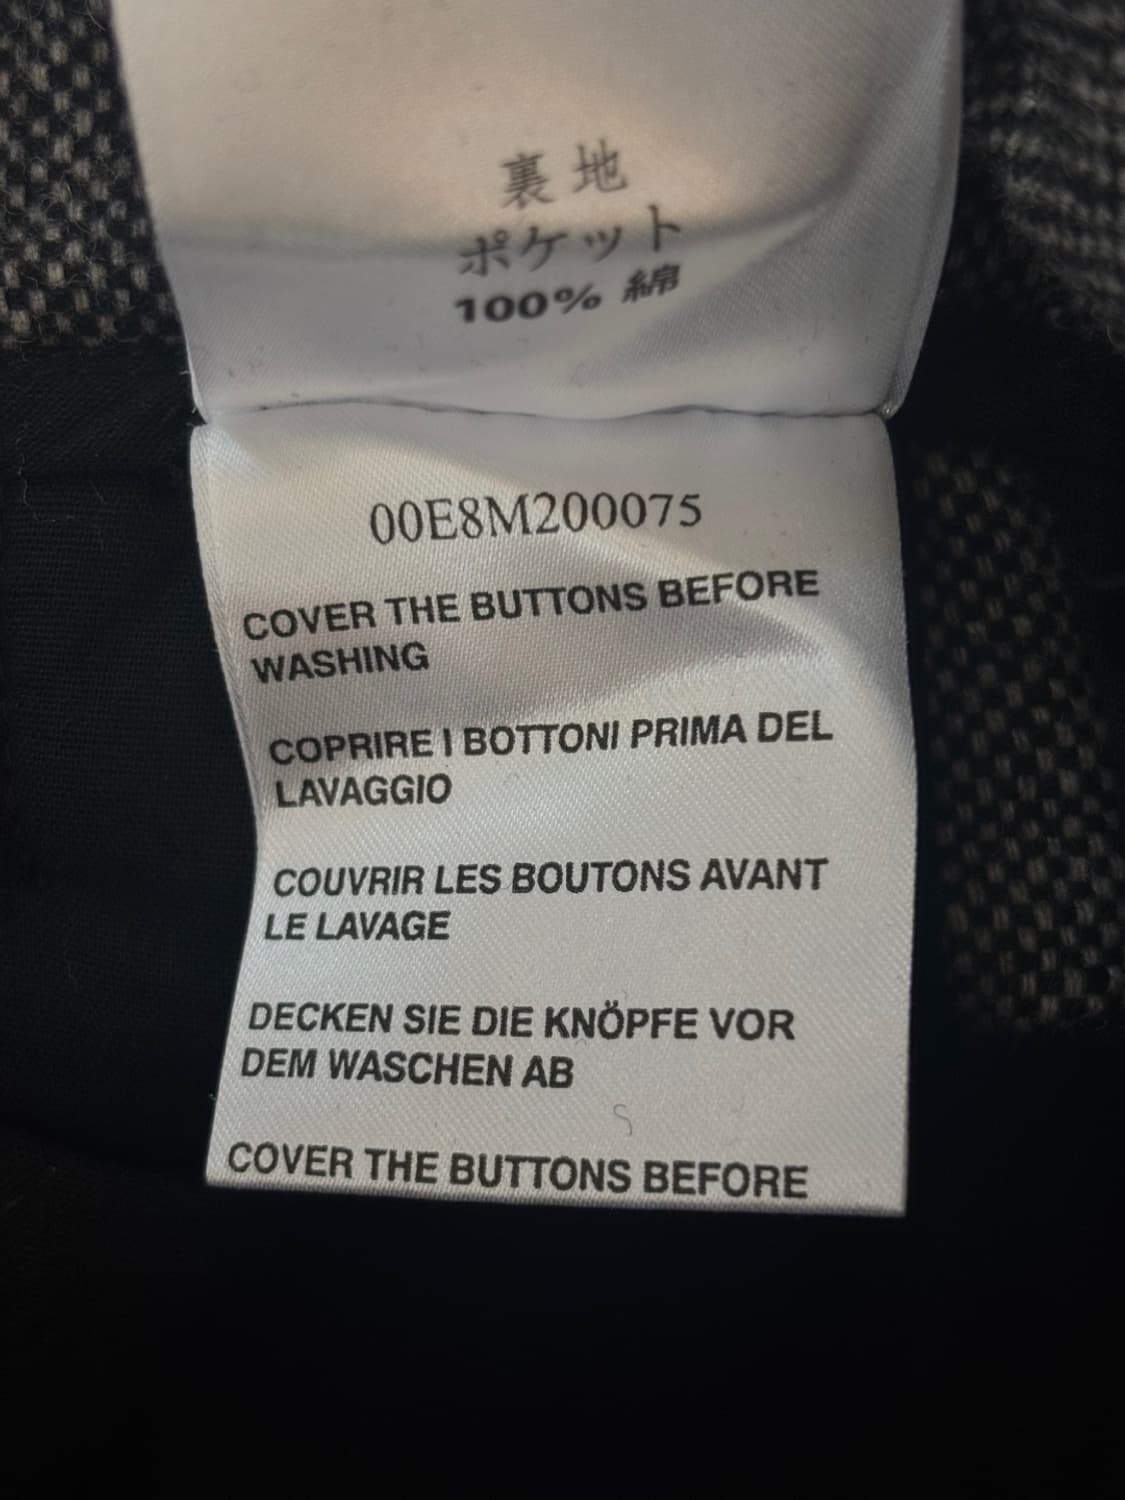 裏地
ポケット
100% 綿
00E8M200075
COVER THE BUTTONS BEFORE
WASHING
COPRIRE I BOTTONI PRIMA DEL
LAVAGGIO
COUVRIR LES BOUTONS AVANT
LE LAVAGE
DECKEN SIE DIE KNÖPFE VOR
DEM WASCHEN AB
COVER THE BUTTONS BEFORE